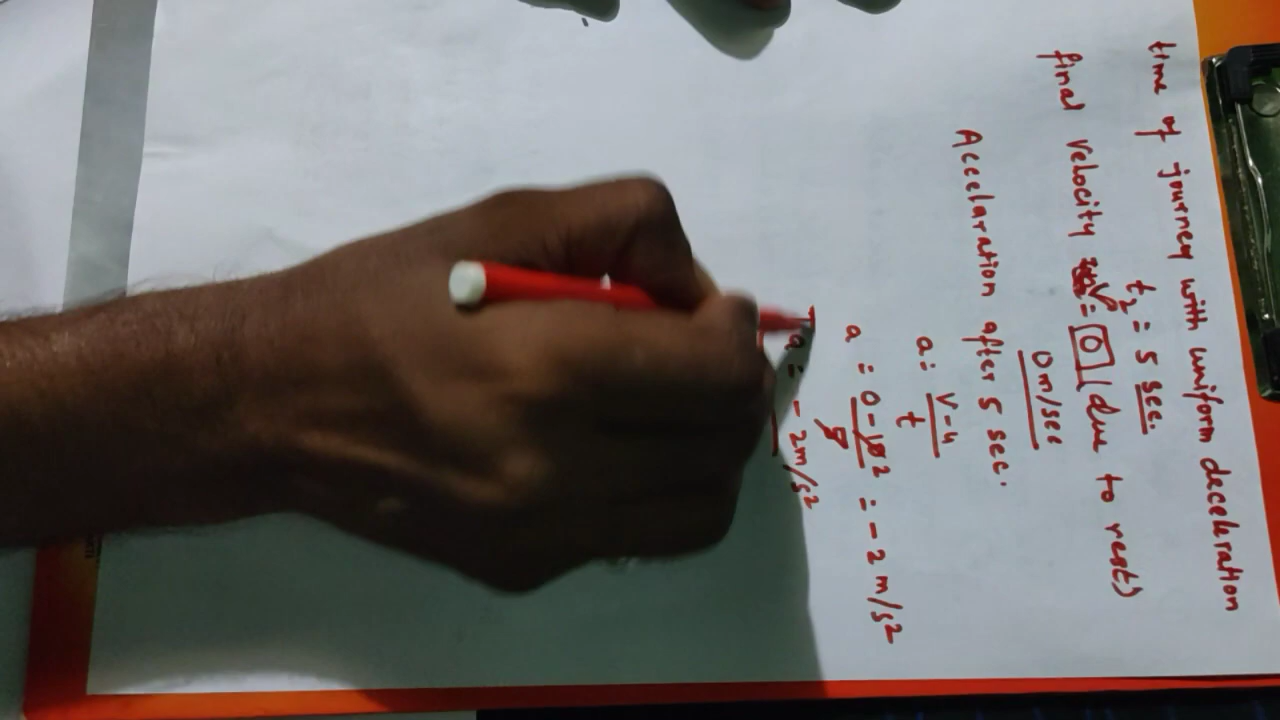 time of journey with uniform deceleration
t2 = 5 sec.
final velocity V = 0 (due to rest)
0 m/sec
Accelaration after 5 sec.
a = V-u/t
a = 0-10/5 2 = -2 m/s2
a = -2m/s2